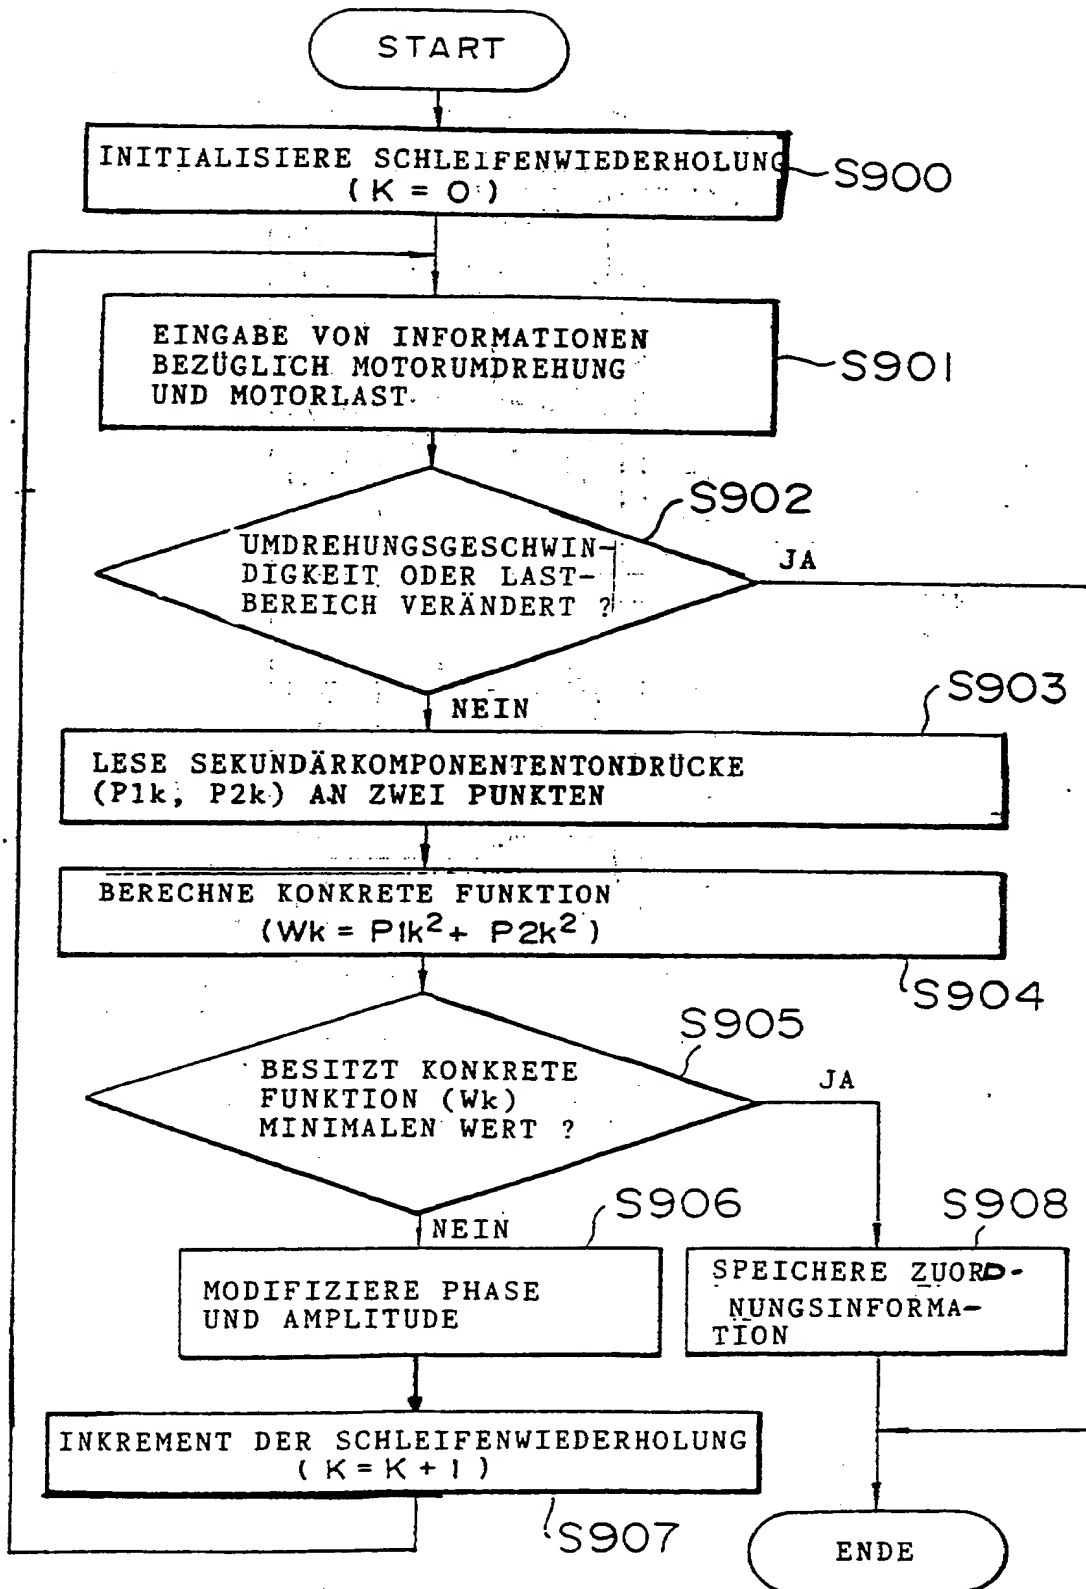 START
INITIALISIERE SCHLEIFENWIEDERHOLUNG
(K = 0)
S900
EINGABE VON INFORMATIONEN
BEZÜGLICH MOTORUMDREHUNG
UND MOTORLAST
S901
S902
UMDREHUNGSGESCHWIN-
DIGKEIT ODER LAST-
BEREICH VERÄNDERT ?
JA
NEIN
S903
LESE SEKUNDÄRKOMPONENTENTONDRÜCKE
(P1k, P2k) AN ZWEI PUNKTEN
BERECHNE KONKRETE FUNKTION
(Wk = P1k² + P2k²)
S904
S905
BESITZT KONKRETE
FUNKTION (Wk)
MINIMALEN WERT ?
JA
NEIN
S906
MODIFIZIERE PHASE
UND AMPLITUDE
S908
SPEICHERE ZUORD-
NUNGSINFORMA-
TION
INKREMENT DER SCHLEIFENWIEDERHOLUNG
(K = K + 1)
S907
ENDE